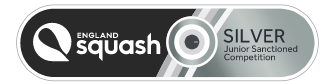 ENGLAND
squash
SILVER
Junior Sanctioned
Competition